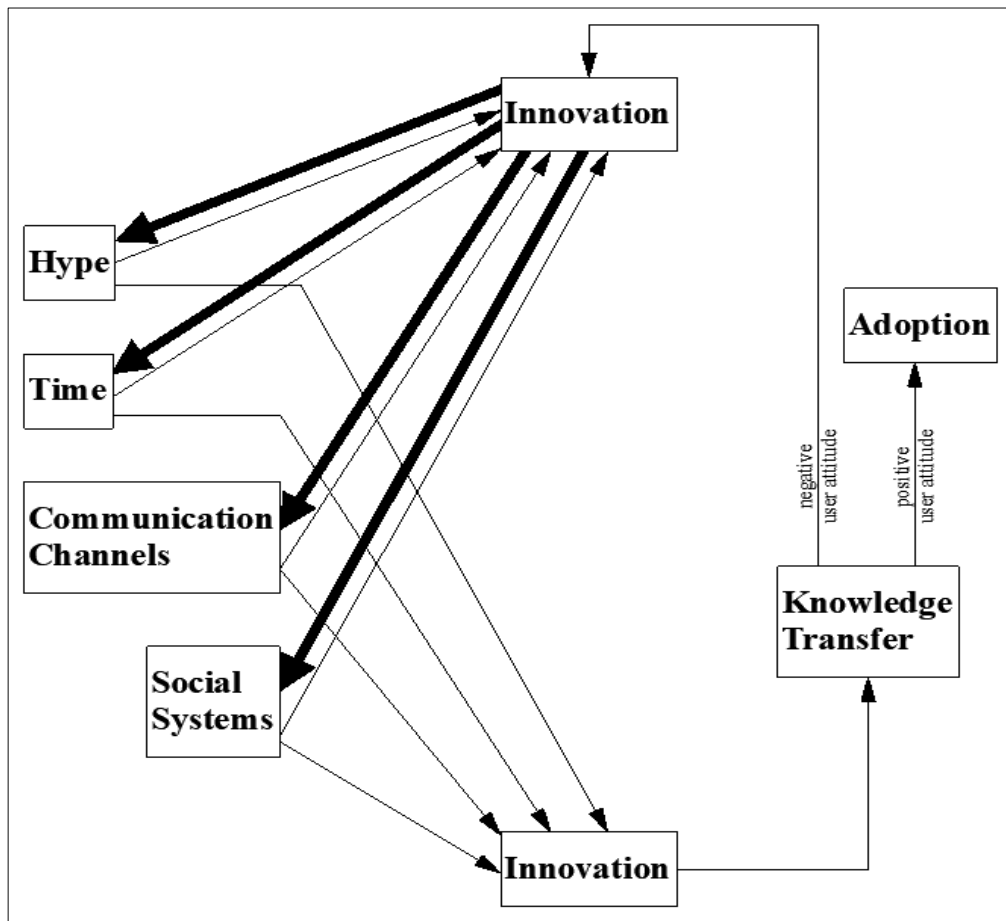 Innovation
Hype
Adoption
Time
negative
user attitude
positive
user attitude
Communication
Channels
Knowledge
Transfer
Social
Systems
Innovation